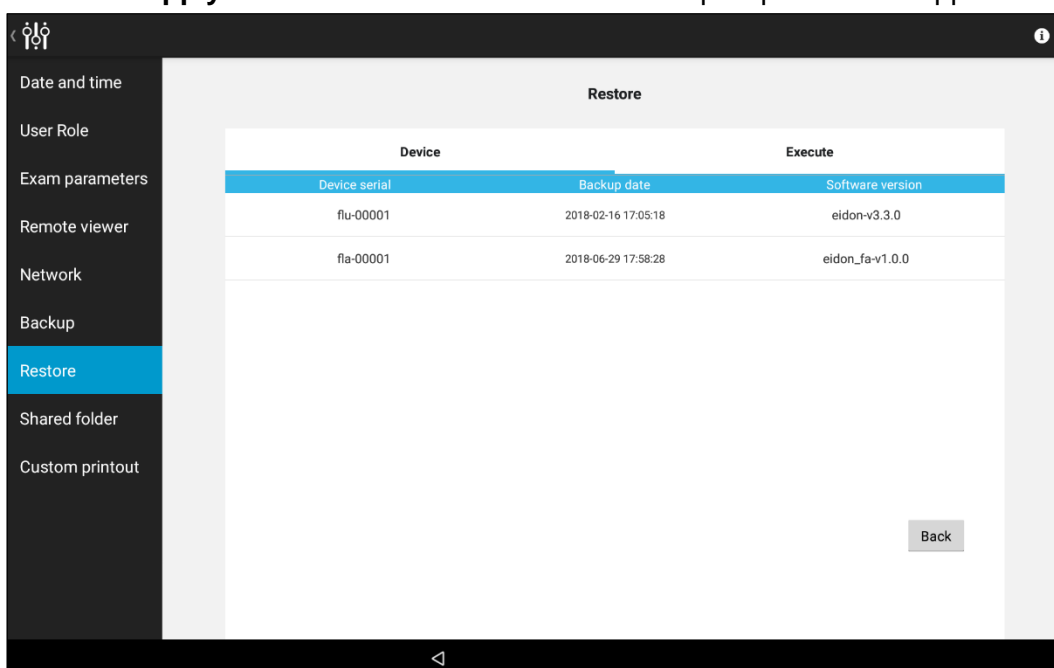 Date and time
User Role
Exam parameters
Remote viewer
Network
Backup
Restore
Shared folder
Custom printout
Restore
Device Execute
Device serial Backup date Software version
flu-00001 2018-02-16 17:05:18 eidon-v3.3.0
fla-00001 2018-06-29 17:58:28 eidon_fa-v1.0.0
Back